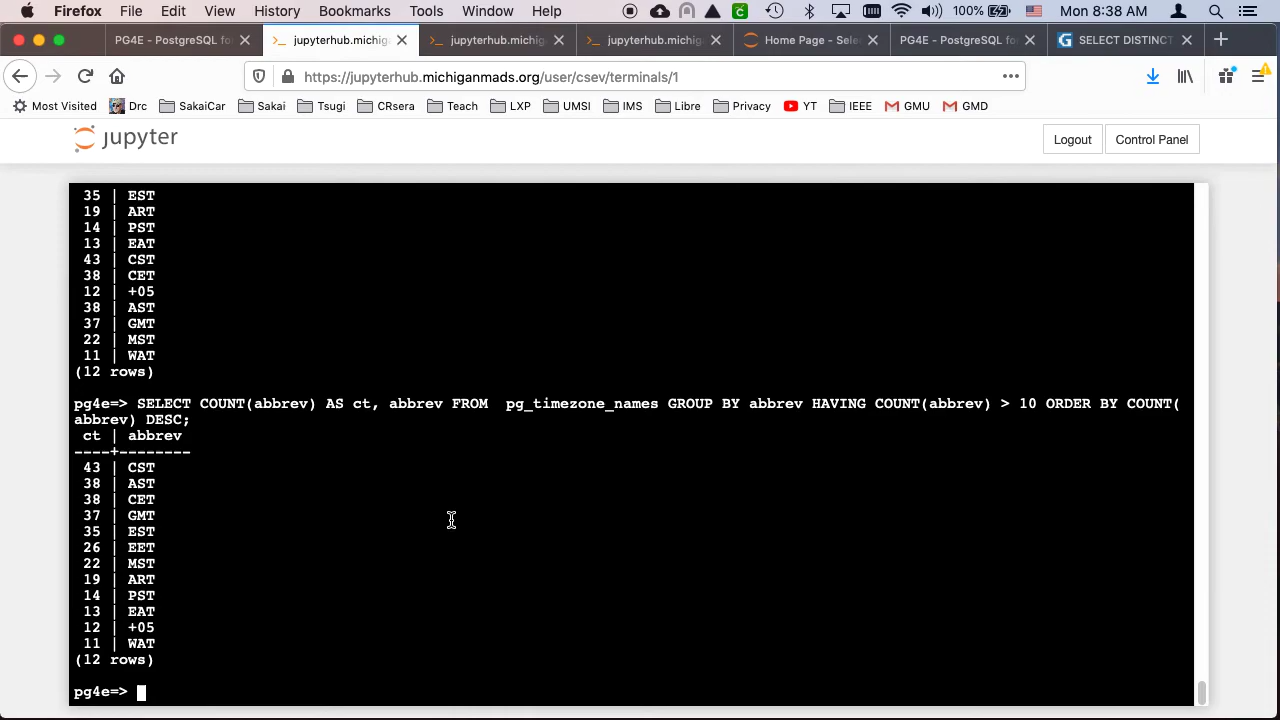 Firefox File Edit View History Bookmarks Tools Window Help 100% Mon 8:38 AM
PG4E - PostgreSQL fo jupyterhub.michig jupyterhub.michig jupyterhub.michig Home Page - Sele PG4E - PostgreSQL fo SELECT DISTINCT
https://jupyterhub.michiganmads.org/user/csev/terminals/1
Most Visited Drc SakaiCar Sakai Tsugi CRsera Teach LXP UMSI IMS Libre Privacy YT IEEE GMU GMD
jupyter Logout Control Panel
35 | EST
19 | ART
14 | PST
13 | EAT
43 | CST
38 | CET
12 | +05
38 | AST
37 | GMT
22 | MST
11 | WAT
(12 rows)
pg4e=> SELECT COUNT(abbrev) AS ct, abbrev FROM  pg_timezone_names GROUP BY abbrev HAVING COUNT(abbrev) > 10 ORDER BY COUNT(
abbrev) DESC;
ct | abbrev
----+--------
43 | CST
38 | AST
38 | CET
37 | GMT
35 | EST
26 | EET
22 | MST
19 | ART
14 | PST
13 | EAT
12 | +05
11 | WAT
(12 rows)
pg4e=>